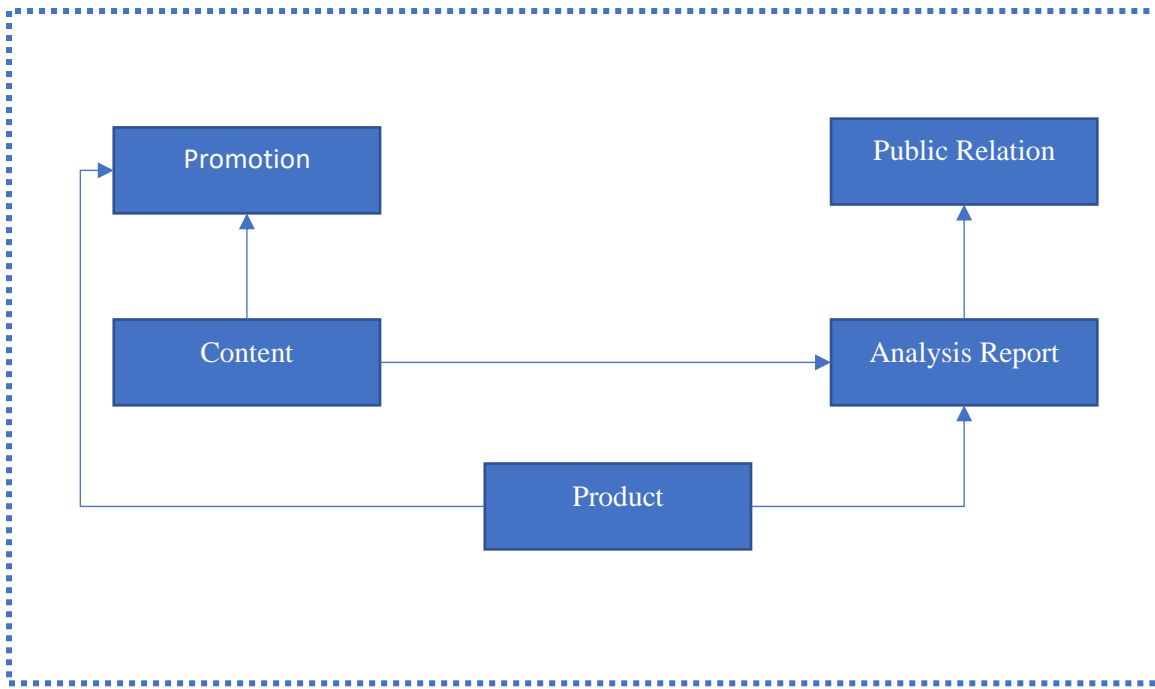 Promotion
Public Relation
Content
Analysis Report
Product